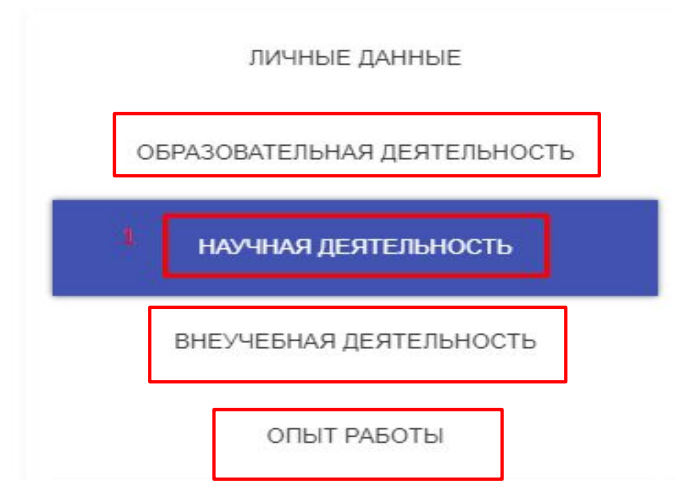 ЛИЧНЫЕ ДАННЫЕ
ОБРАЗОВАТЕЛЬНАЯ ДЕЯТЕЛЬНОСТЬ
1 НАУЧНАЯ ДЕЯТЕЛЬНОСТЬ
ВНЕУЧЕБНАЯ ДЕЯТЕЛЬНОСТЬ
ОПЫТ РАБОТЫ